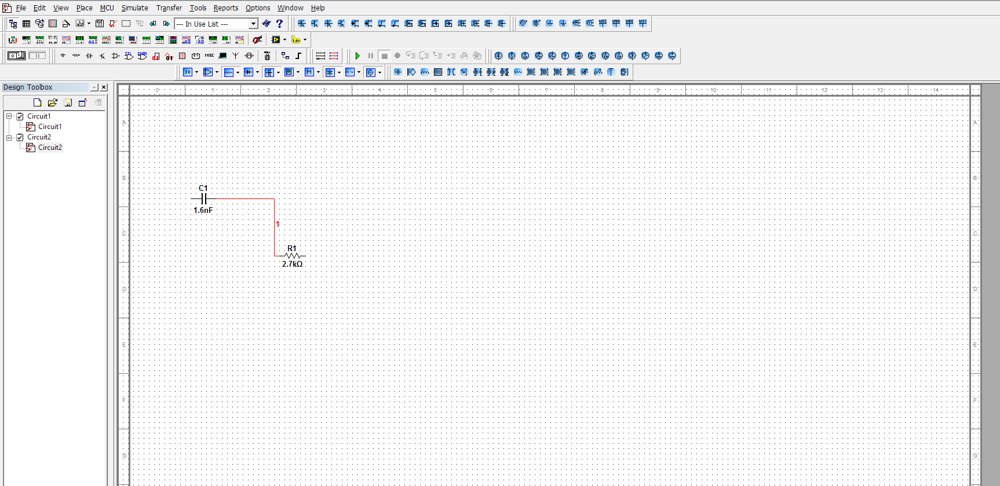 File Edit View Place MCU Simulate Transfer Tools Reports Options Window Help
--- In Use List ---
Design Toolbox
Circuit1
Circuit1
Circuit2
Circuit2
0 1 2 3 4 5 6 7 8 9 10 11 12 13 14
A A
B B
C1
1.6nF
1
C C
R1
2.7kΩ
D D
E E
F F
G G